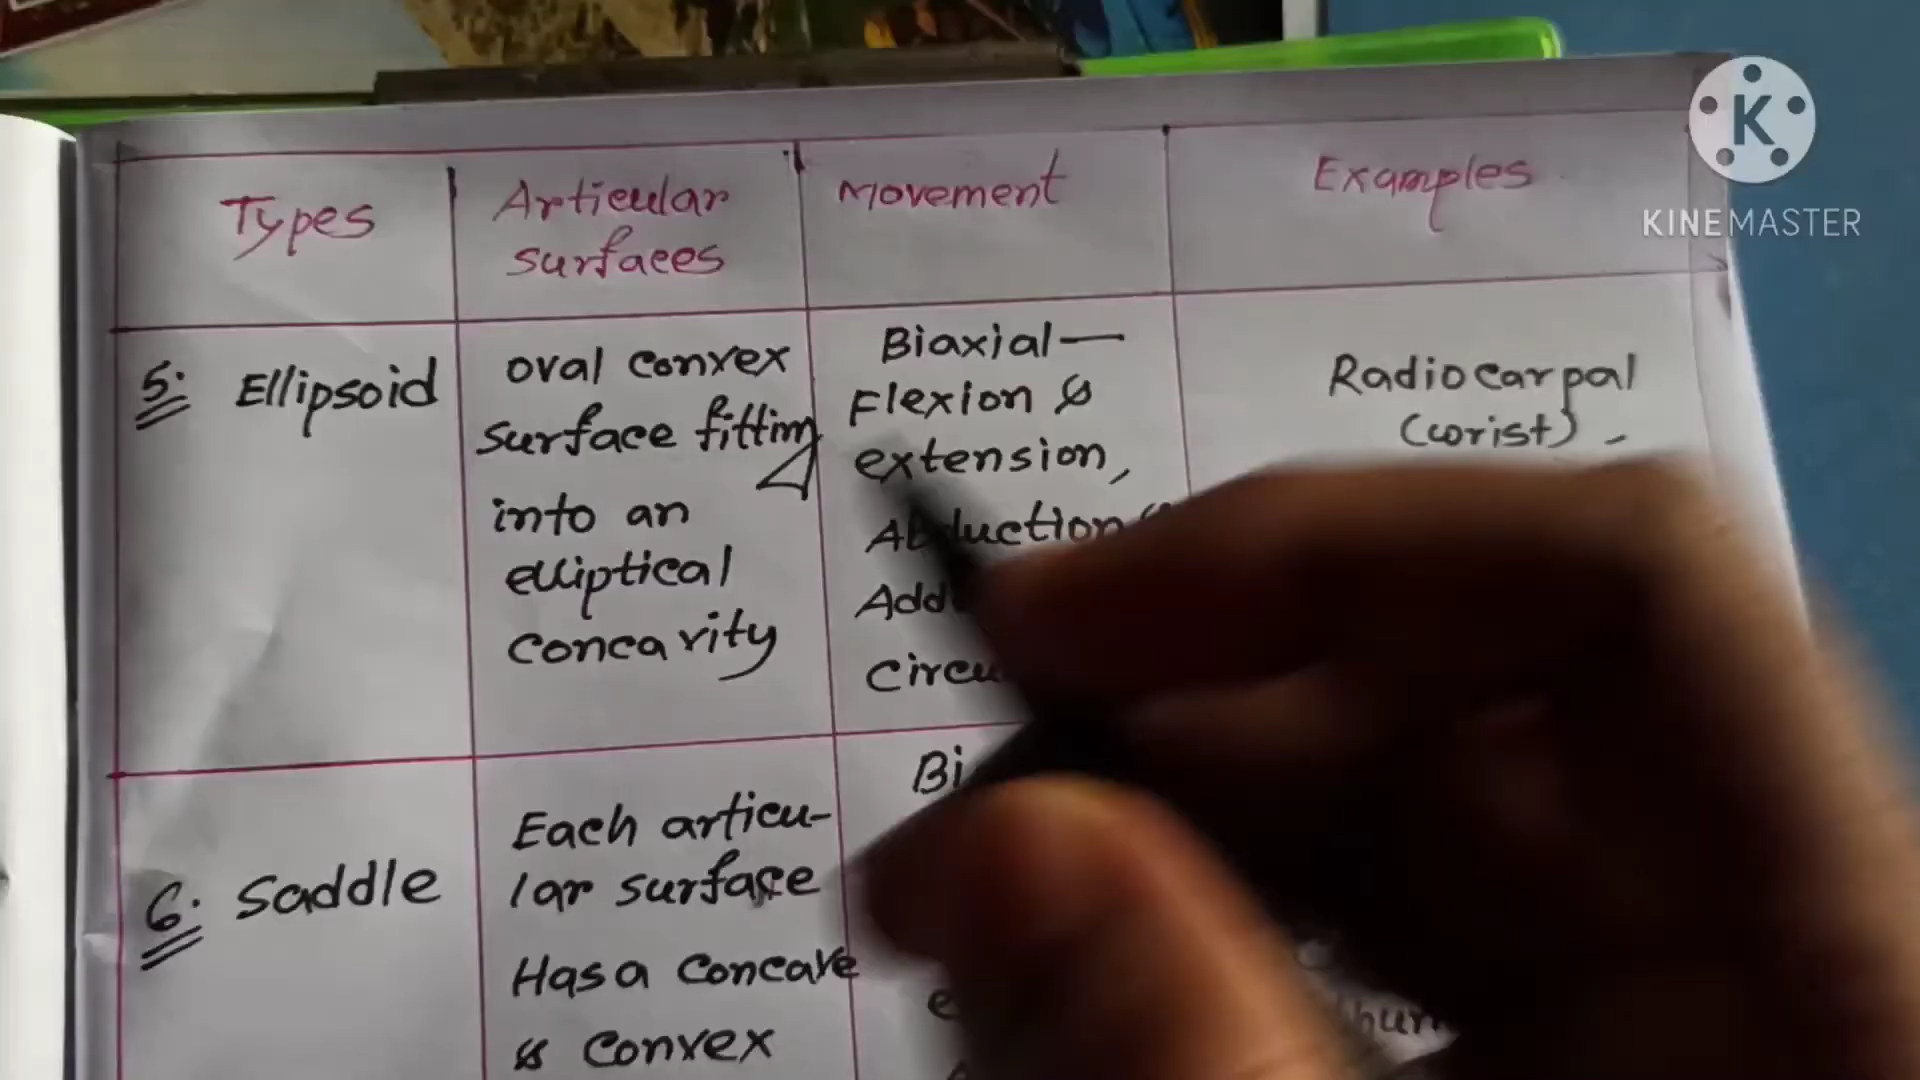 K
KINEMASTER
Types
Articular
surfaces
Movement
Examples
5. Ellipsoid
oval convex
surface fitting
into an
elliptical
concavity
Biaxial—
Flexion &
extension,
Abduction
Radiocarpal
(wrist)
6. Saddle
Each articu-
lar surface
Has a concave
& convex